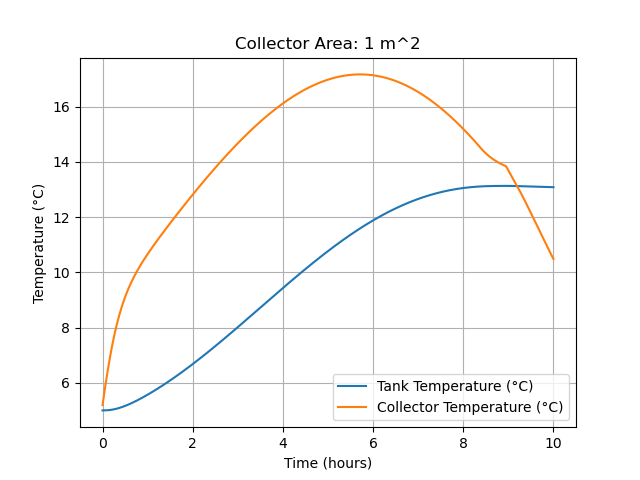 Collector Area: 1 m^2
Temperature (°C)
16
14
12
10
8
6
Tank Temperature (°C)
Collector Temperature (°C)
0 2 4 6 8 10
Time (hours)